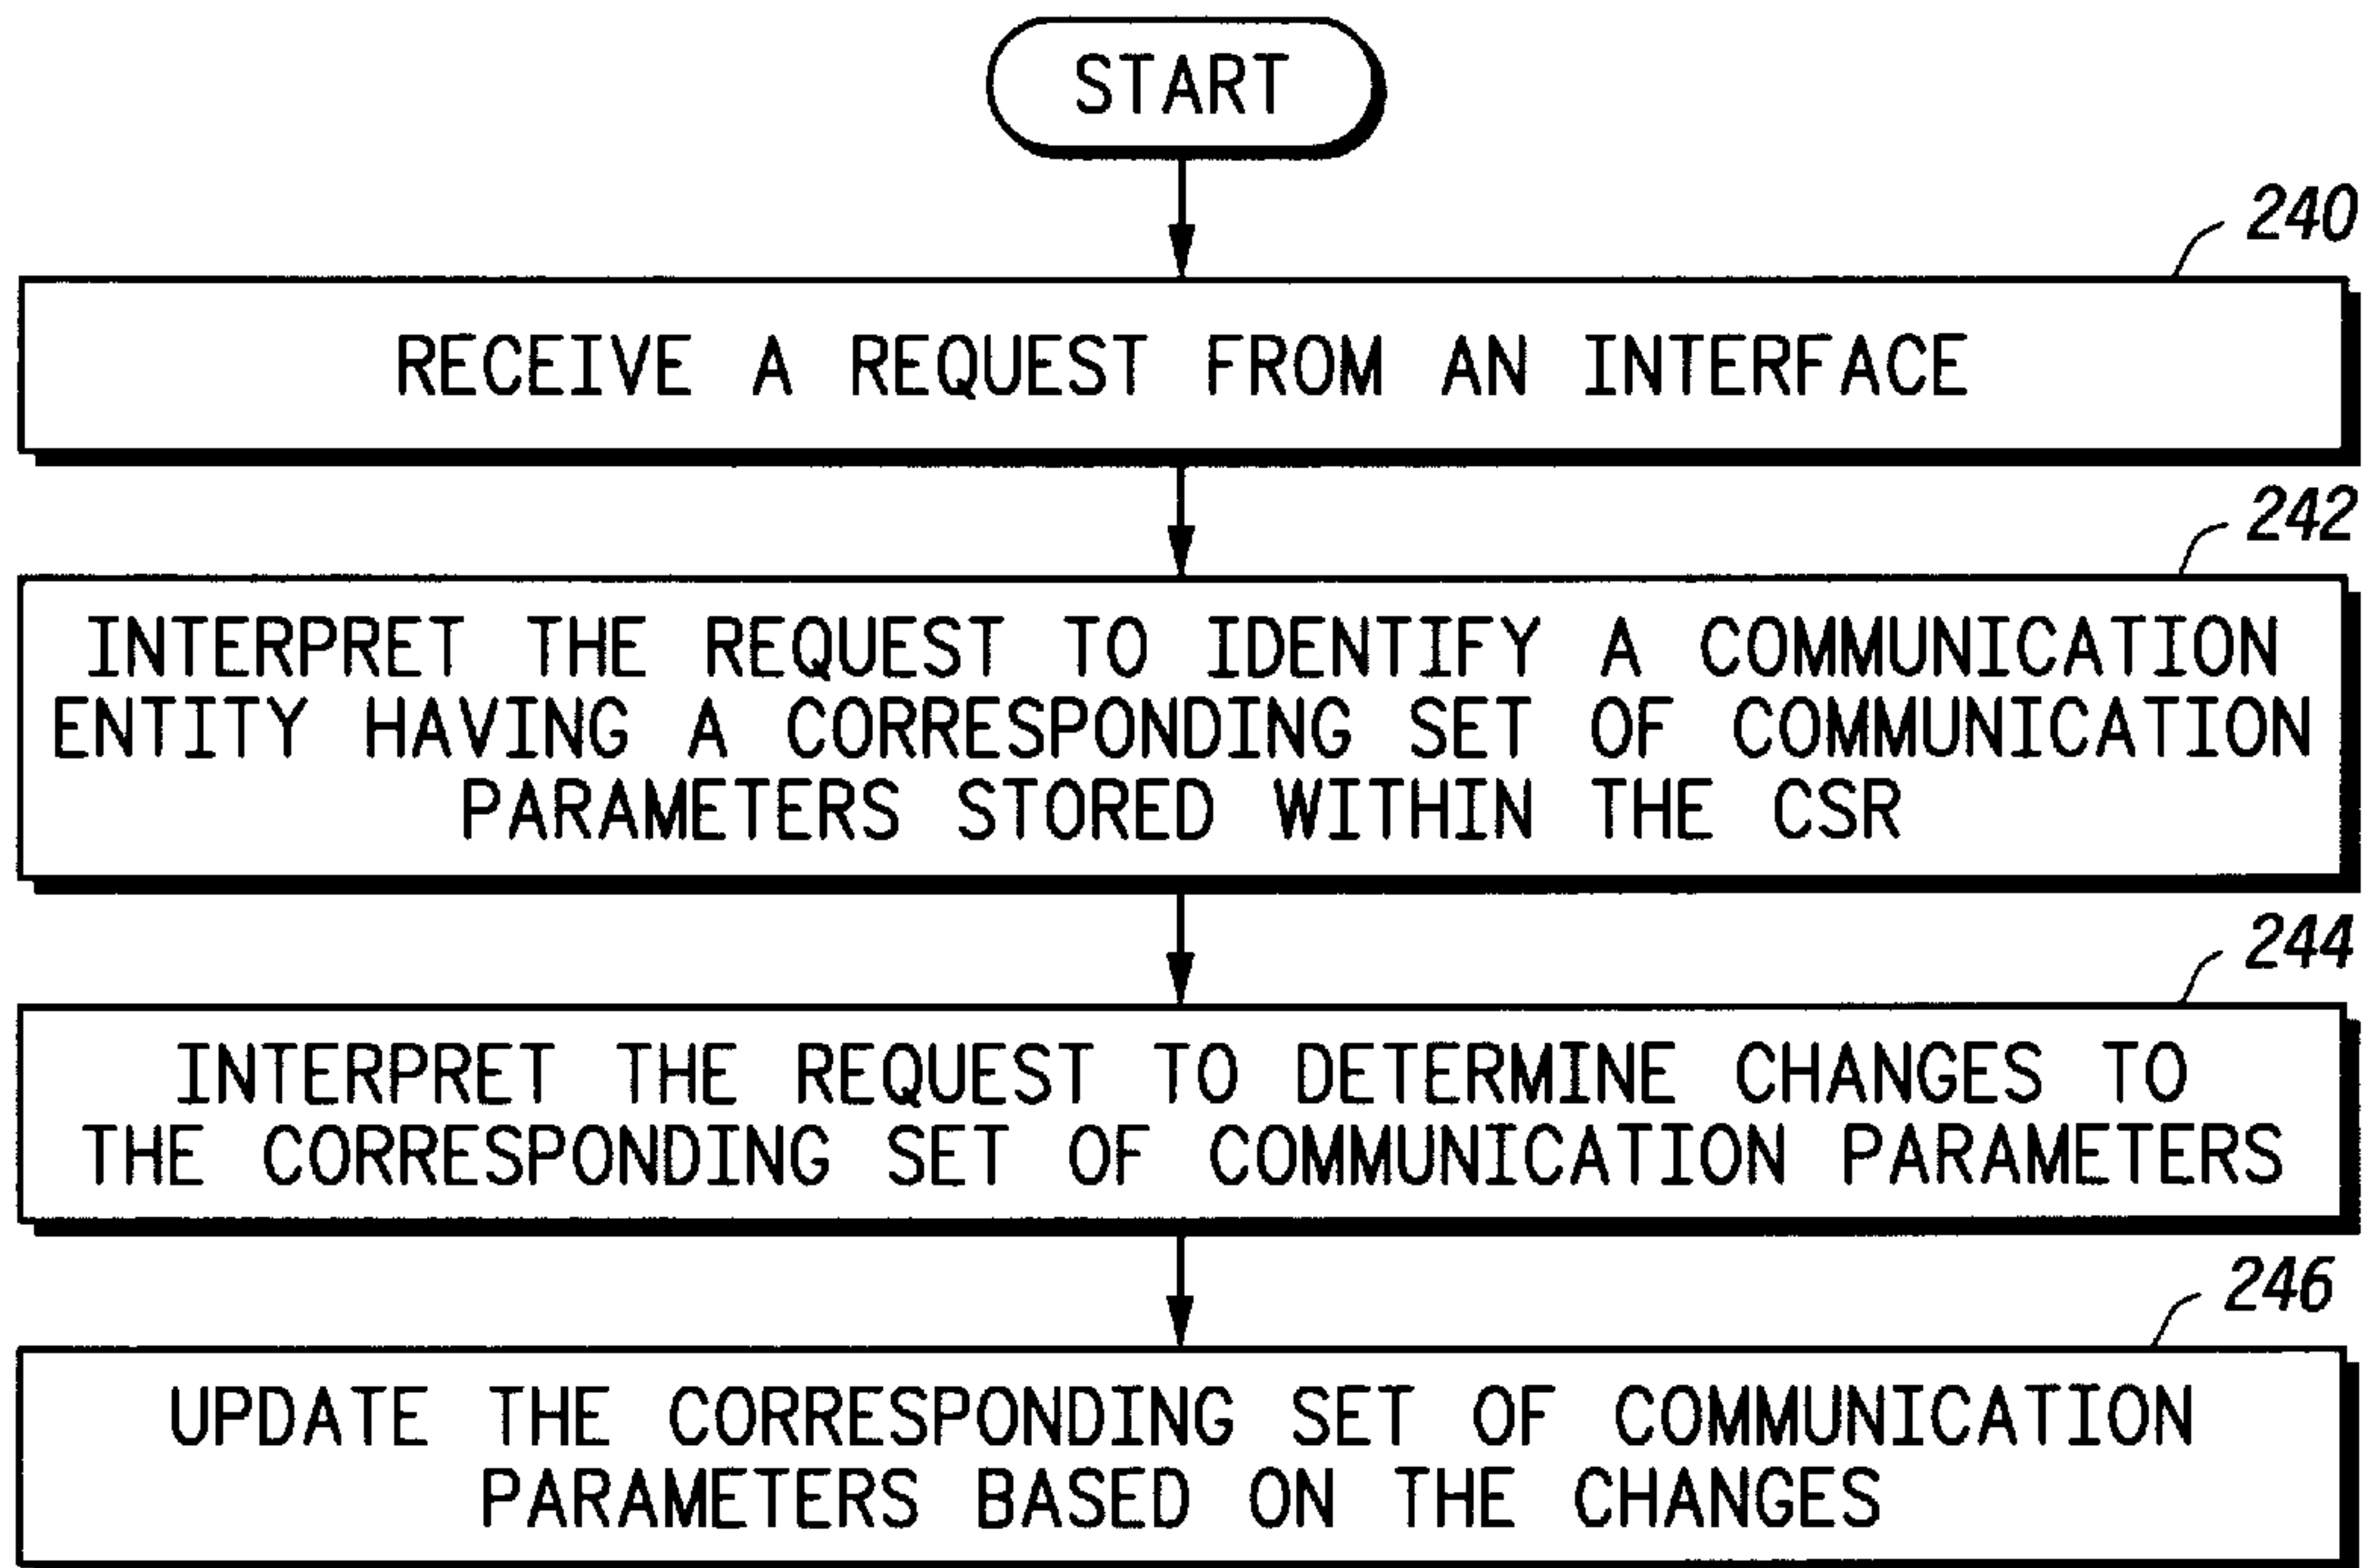 START
240
RECEIVE A REQUEST FROM AN INTERFACE
242
INTERPRET THE REQUEST TO IDENTIFY A COMMUNICATION
ENTITY HAVING A CORRESPONDING SET OF COMMUNICATION
PARAMETERS STORED WITHIN THE CSR
244
INTERPRET THE REQUEST TO DETERMINE CHANGES TO
THE CORRESPONDING SET OF COMMUNICATION PARAMETERS
246
UPDATE THE CORRESPONDING SET OF COMMUNICATION
PARAMETERS BASED ON THE CHANGES